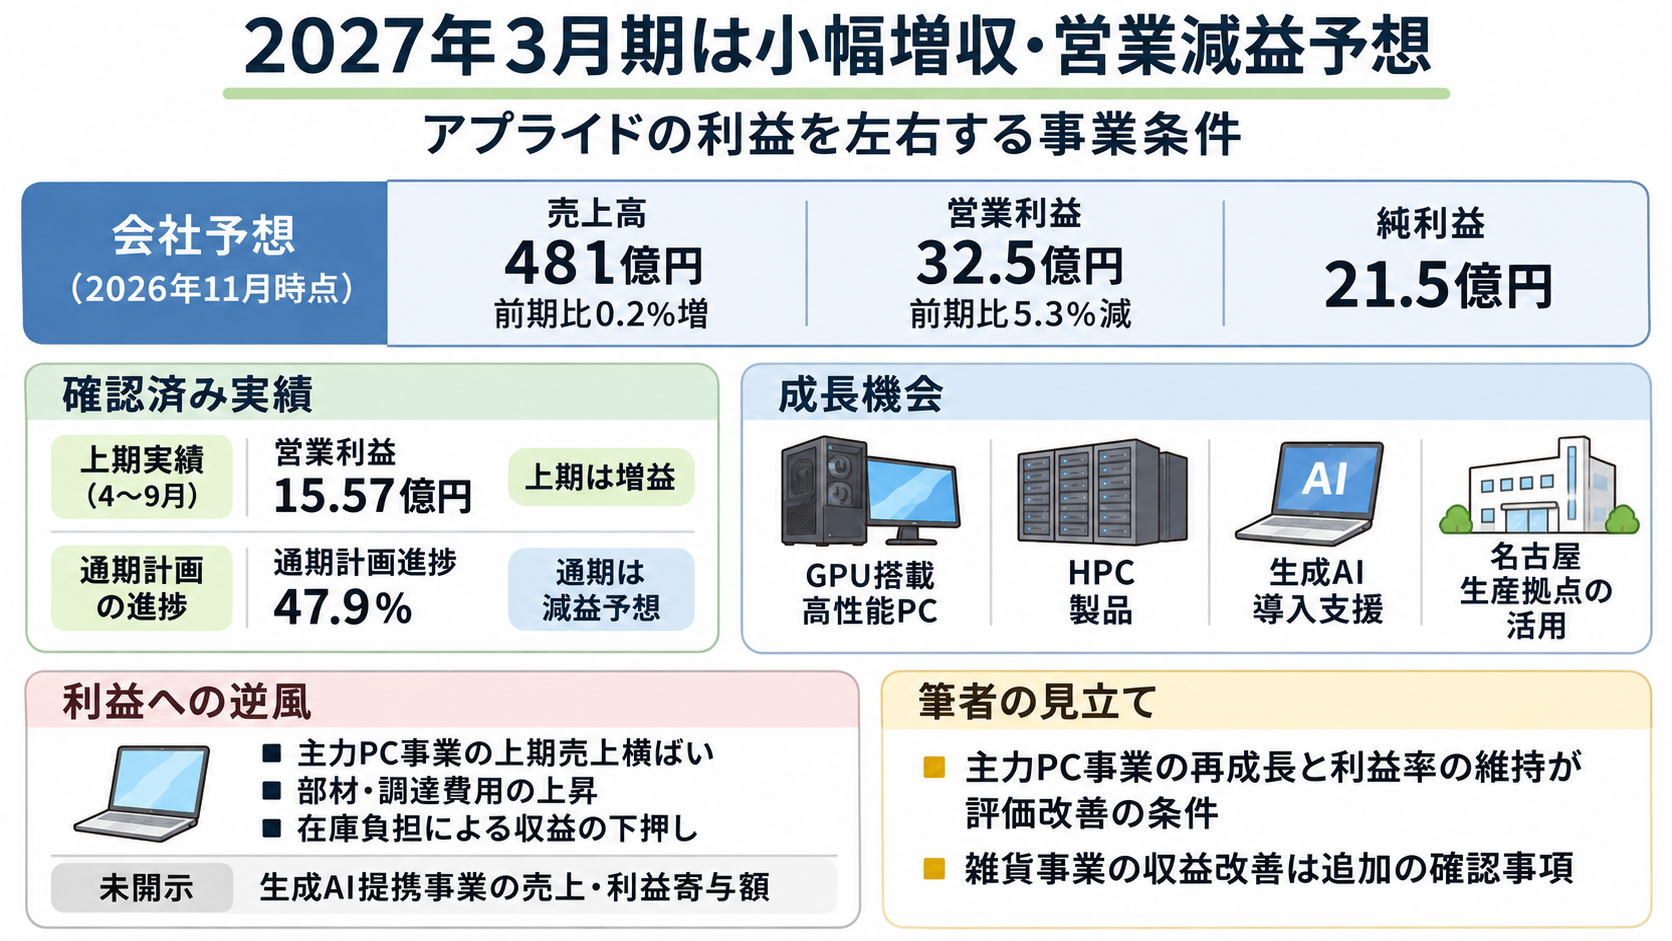 2027年3月期は小幅増収・営業減益予想
アプライドの利益を左右する事業条件
会社予想
（2026年11月時点）
売上高
481億円
前期比0.2%増
営業利益
32.5億円
前期比5.3%減
純利益
21.5億円
確認済み実績
上期実績
（4〜9月）
営業利益
15.57億円
上期は増益
通期計画
の進捗
通期計画進捗
47.9%
通期は
減益予想
成長機会
AI
GPU搭載
高性能PC
HPC
製品
生成AI
導入支援
名古屋
生産拠点の
活用
利益への逆風
■ 主力PC事業の上期売上横ばい
■ 部材・調達費用の上昇
■ 在庫負担による収益の下押し
未開示
生成AI提携事業の売上・利益寄与額
筆者の見立て
■ 主力PC事業の再成長と利益率の維持が
評価改善の条件
■ 雑貨事業の収益改善は追加の確認事項